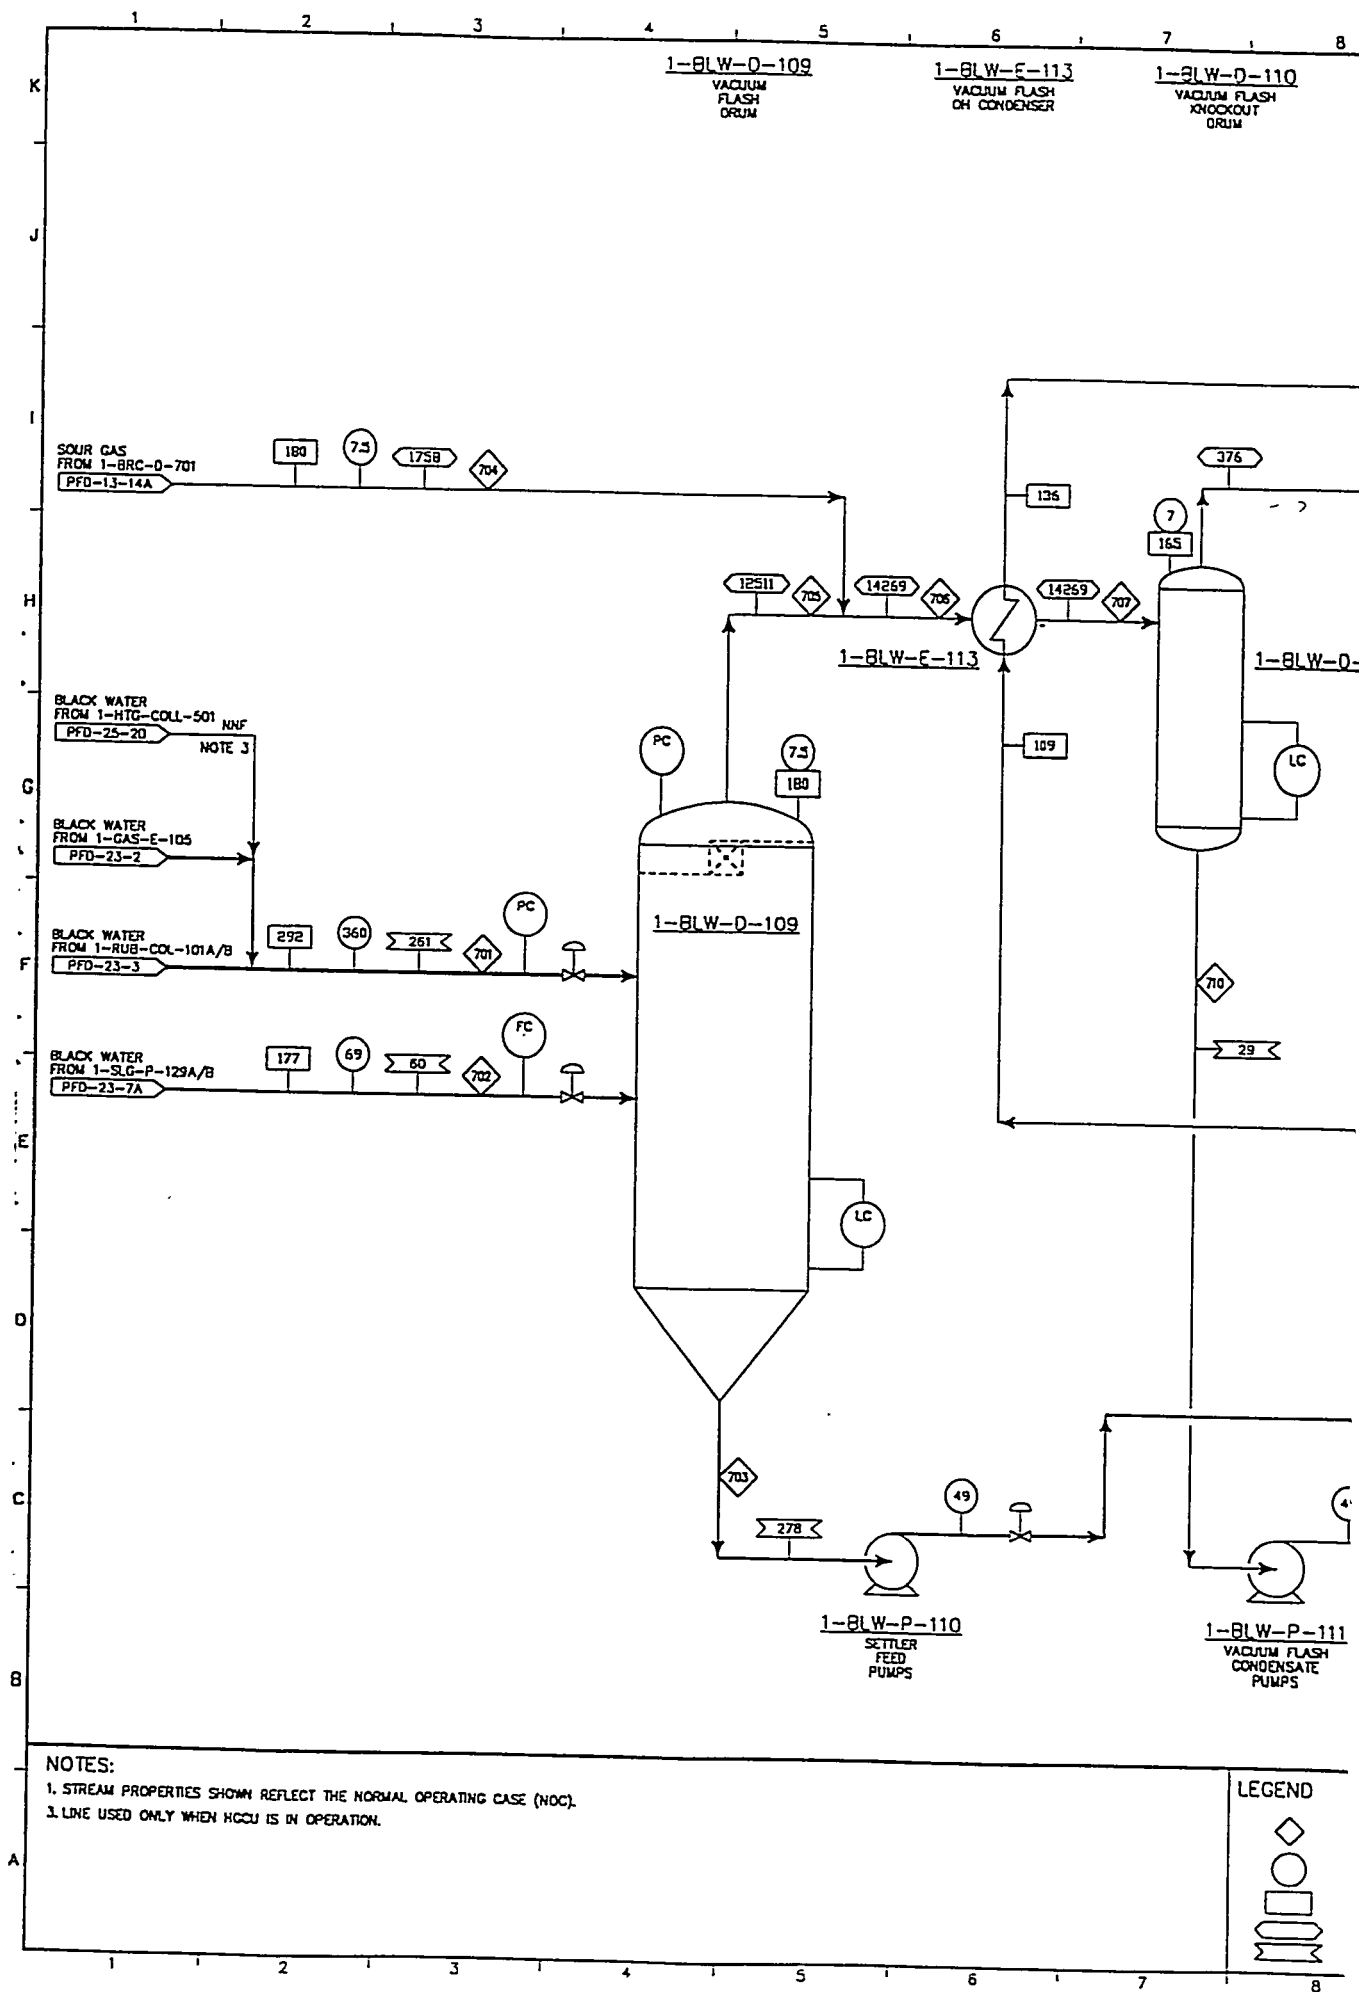 1 2 3 4 5 6 7 8
K
J
I
H
G
F
E
D
C
B
A
1-BLW-D-109
VACUUM
FLASH
DRUM
1-BLW-E-113
VACUUM FLASH
OH CONDENSER
1-BLW-D-110
VACUUM FLASH
KNOCKOUT
DRUM
SOUR GAS
FROM 1-BRC-D-701
PFD-13-14A
180
7.5
1758
704
136
376
7
165
12511
705
14269
706
14269
707
1-BLW-E-113
1-BLW-D-
BLACK WATER
FROM 1-HTG-COLL-501
PFD-25-20
NNF
NOTE 3
109
PC
7.5
180
LC
BLACK WATER
FROM 1-GAS-E-105
PFD-23-2
1-BLW-D-109
BLACK WATER
FROM 1-RUB-COL-101A/B
PFD-23-3
292
360
261
701
PC
710
BLACK WATER
FROM 1-SLG-P-129A/B
PFD-23-7A
177
69
60
702
FC
29
LC
703
278
49
1-BLW-P-110
SETTLER
FEED
PUMPS
1-BLW-P-111
VACUUM FLASH
CONDENSATE
PUMPS
NOTES:
1. STREAM PROPERTIES SHOWN REFLECT THE NORMAL OPERATING CASE (NOC).
3. LINE USED ONLY WHEN HGCU IS IN OPERATION.
LEGEND
1 2 3 4 5 6 7 8